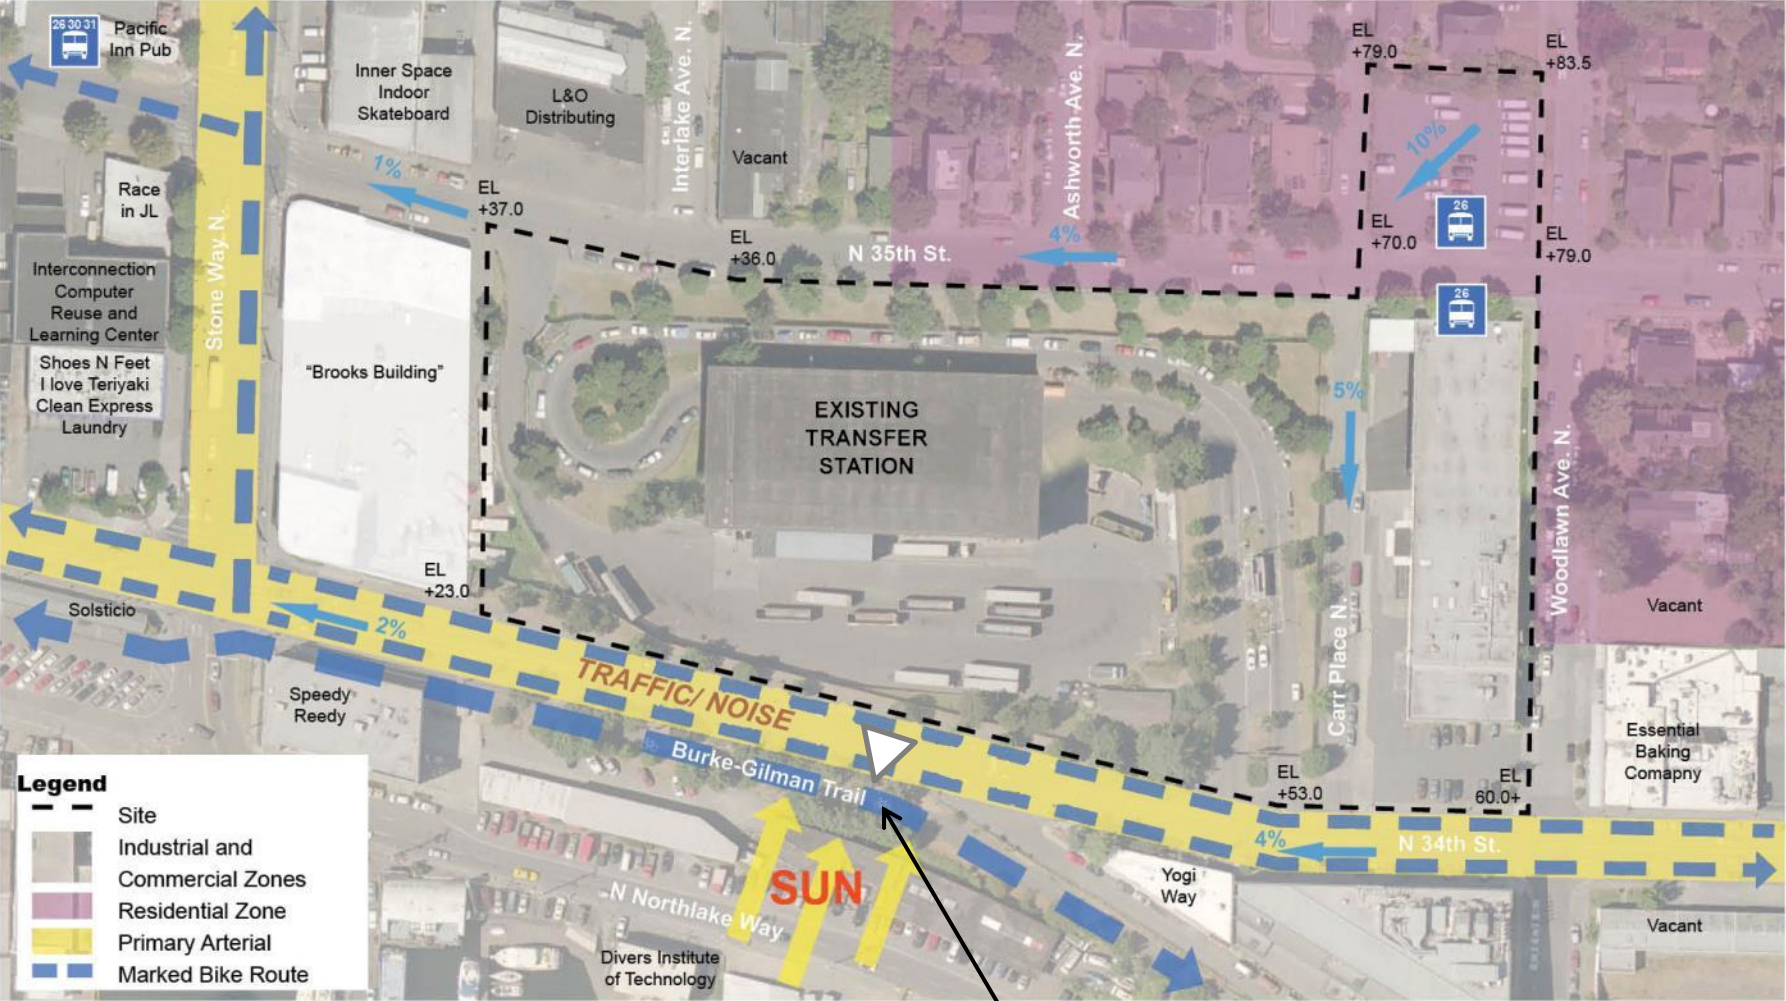 26 30 31
Pacific
Inn Pub
Inner Space
Indoor
Skateboard
L&O
Distributing
Interlake Ave. N.
Vacant
Ashworth Ave. N.
EL
+79.0
EL
+83.5
10%
1%
EL
+37.0
Race
in JL
EL
+36.0
N 35th St.
4%
EL
+70.0
26
EL
+79.0
26
Interconnection
Computer
Reuse and
Learning Center
Stone Way N.
Shoes N Feet
I love Teriyaki
Clean Express
Laundry
"Brooks Building"
EXISTING
TRANSFER
STATION
5%
Woodlawn Ave. N.
EL
+23.0
Solsticio
2%
Vacant
Carr Place N.
TRAFFIC/ NOISE
Speedy
Reedy
Burke-Gilman Trail
Essential
Baking
Comapny
EL
+53.0
EL
60.0+
4%
N 34th St.
SUN
N Northlake Way
Yogi
Way
Vacant
Divers Institute
of Technology
Legend
Site
Industrial and
Commercial Zones
Residential Zone
Primary Arterial
Marked Bike Route